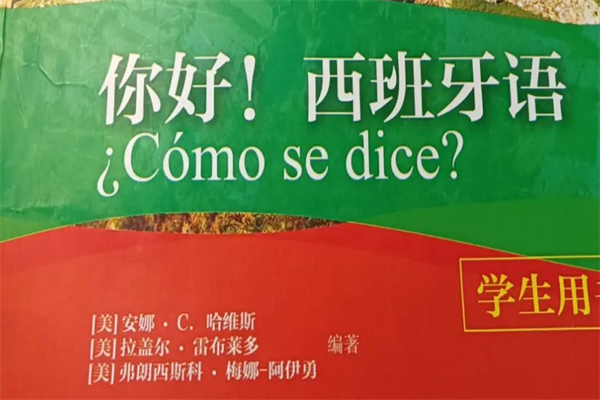 你好！西班牙语
¿Cómo se dice?
学生用
[美]安娜·C. 哈维斯
[美]拉盖尔·雷布莱多
[美]弗朗西斯科·梅娜-阿伊勇
编著